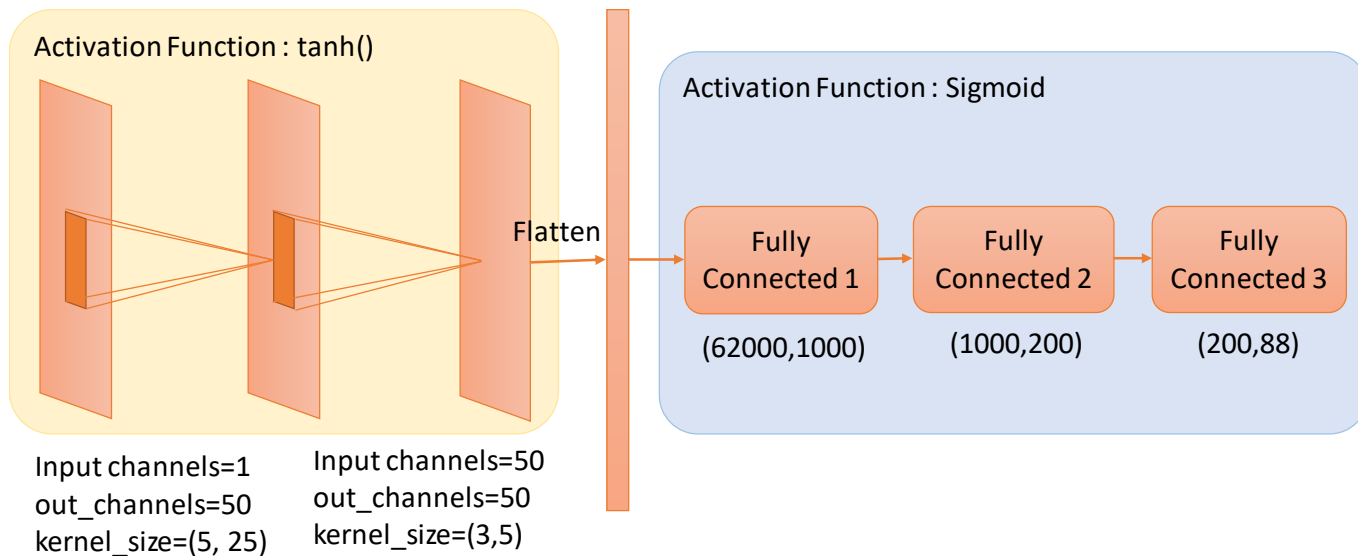 Activation Function : tanh()
Input channels=1
out_channels=50
kernel_size=(5, 25)
Input channels=50
out_channels=50
kernel_size=(3,5)
Flatten
Activation Function : Sigmoid
Fully
Connected 1
(62000,1000)
Fully
Connected 2
(1000,200)
Fully
Connected 3
(200,88)